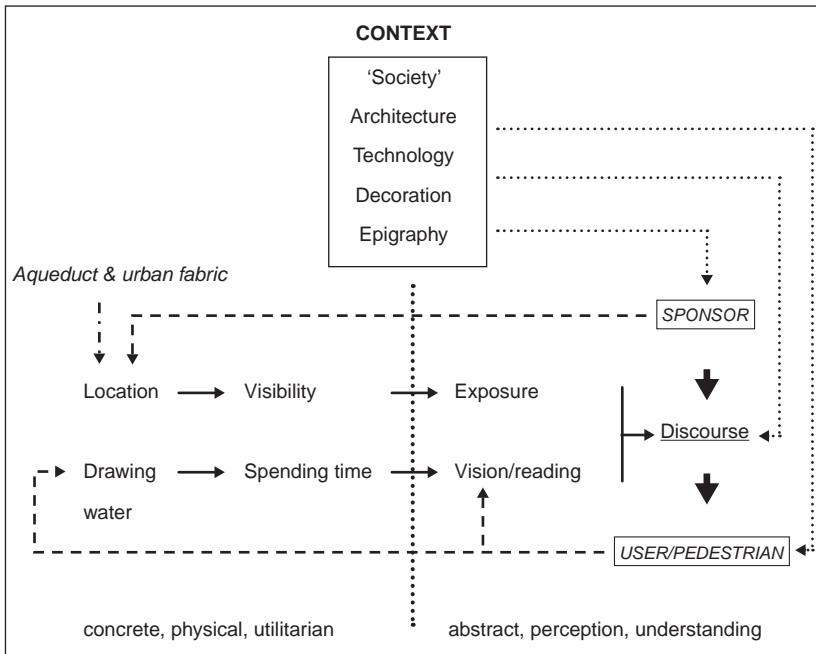 CONTEXT
‘Society’
Architecture
Technology
Decoration
Epigraphy
Aqueduct & urban fabric
SPONSOR
Location Visibility Exposure
Discourse
Drawing Spending time Vision/reading
water
USER/PEDESTRIAN
concrete, physical, utilitarian abstract, perception, understanding